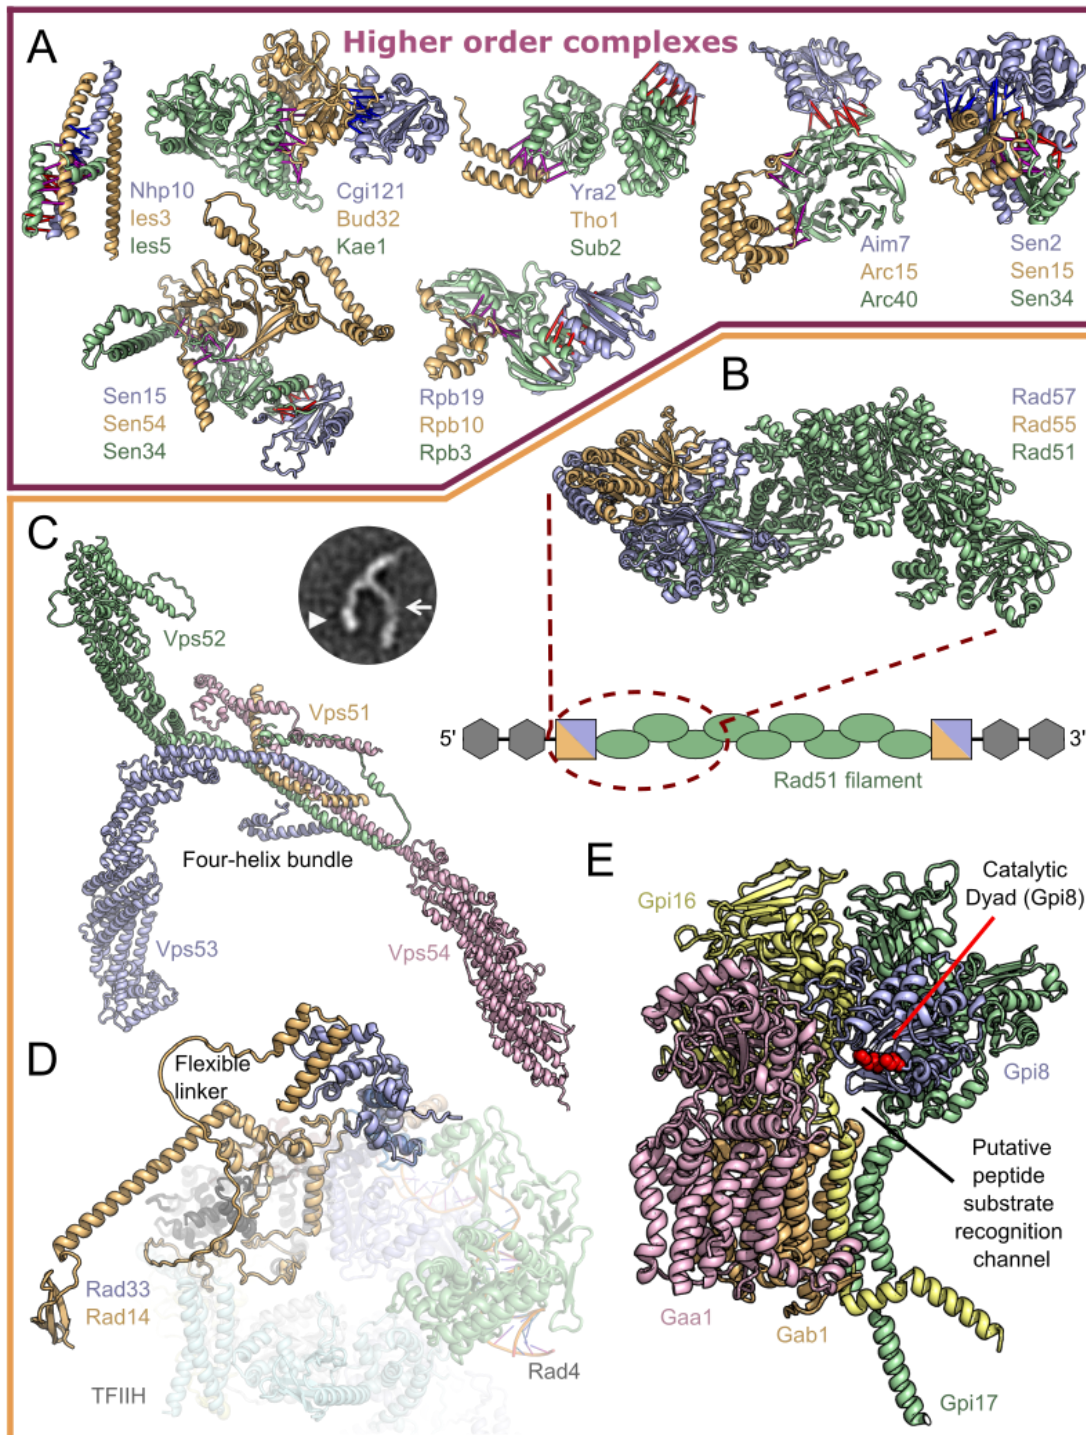 A
Higher order complexes
Nhp10
Ies3
Ies5
Cgi121
Bud32
Kae1
Yra2
Tho1
Sub2
Aim7
Arc15
Arc40
Sen2
Sen15
Sen34
Sen15
Sen54
Sen34
Rpb19
Rpb10
Rpb3
B
Rad57
Rad55
Rad51
5'
3'
Rad51 filament
C
Vps52
Vps51
Four-helix bundle
Vps53
Vps54
D
Flexible
linker
Rad33
Rad14
TFIIH
Rad4
E
Gpi16
Catalytic
Dyad (Gpi8)
Gpi8
Putative
peptide
substrate
recognition
channel
Gaa1
Gab1
Gpi17